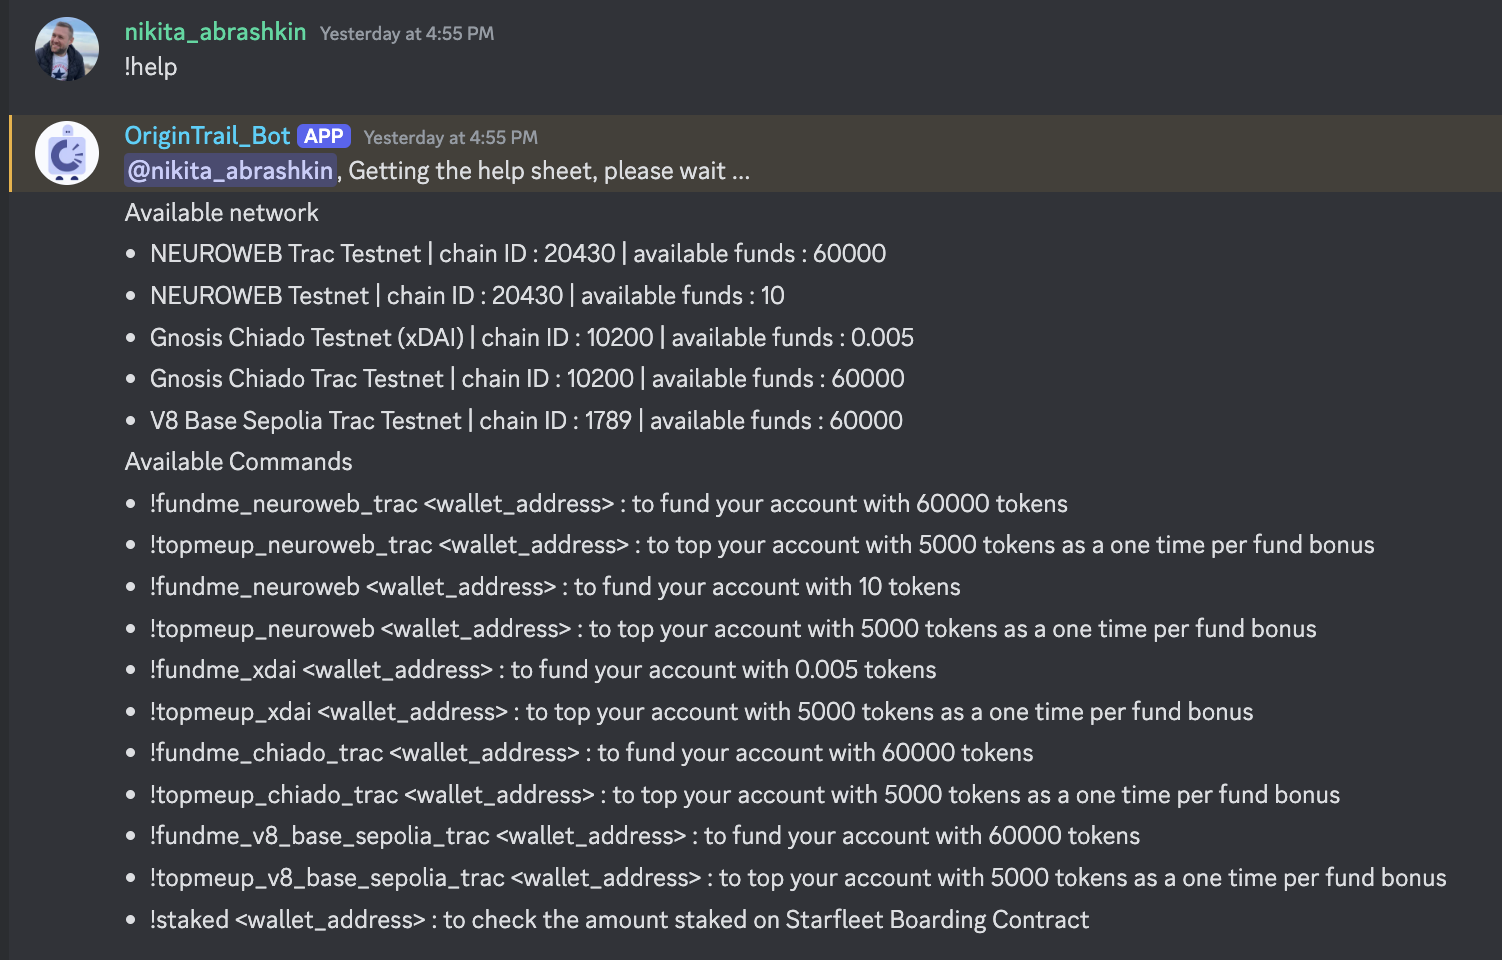 nikita_abrashkin Yesterday at 4:55 PM
!help
OriginTrail_Bot APP Yesterday at 4:55 PM
@nikita_abrashkin, Getting the help sheet, please wait ...
Available network
• NEUROWEB Trac Testnet | chain ID : 20430 | available funds : 60000
• NEUROWEB Testnet | chain ID : 20430 | available funds : 10
• Gnosis Chiado Testnet (xDAI) | chain ID : 10200 | available funds : 0.005
• Gnosis Chiado Trac Testnet | chain ID : 10200 | available funds : 60000
• V8 Base Sepolia Trac Testnet | chain ID : 1789 | available funds : 60000
Available Commands
• !fundme_neuroweb_trac <wallet_address> : to fund your account with 60000 tokens
• !topmeup_neuroweb_trac <wallet_address> : to top your account with 5000 tokens as a one time per fund bonus
• !fundme_neuroweb <wallet_address> : to fund your account with 10 tokens
• !topmeup_neuroweb <wallet_address> : to top your account with 5000 tokens as a one time per fund bonus
• !fundme_xdai <wallet_address> : to fund your account with 0.005 tokens
• !topmeup_xdai <wallet_address> : to top your account with 5000 tokens as a one time per fund bonus
• !fundme_chiado_trac <wallet_address> : to fund your account with 60000 tokens
• !topmeup_chiado_trac <wallet_address> : to top your account with 5000 tokens as a one time per fund bonus
• !fundme_v8_base_sepolia_trac <wallet_address> : to fund your account with 60000 tokens
• !topmeup_v8_base_sepolia_trac <wallet_address> : to top your account with 5000 tokens as a one time per fund bonus
• !staked <wallet_address> : to check the amount staked on Starfleet Boarding Contract